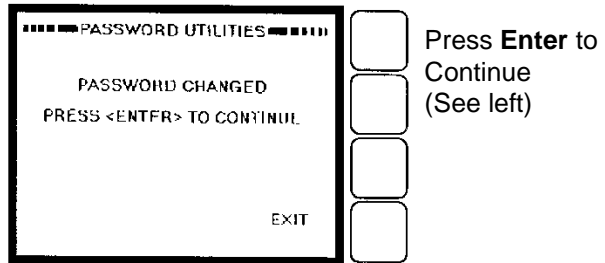 PASSWORD UTILITIES
PASSWORD CHANGED
PRESS <ENTER> TO CONTINUE
EXIT
Press Enter to
Continue
(See left)